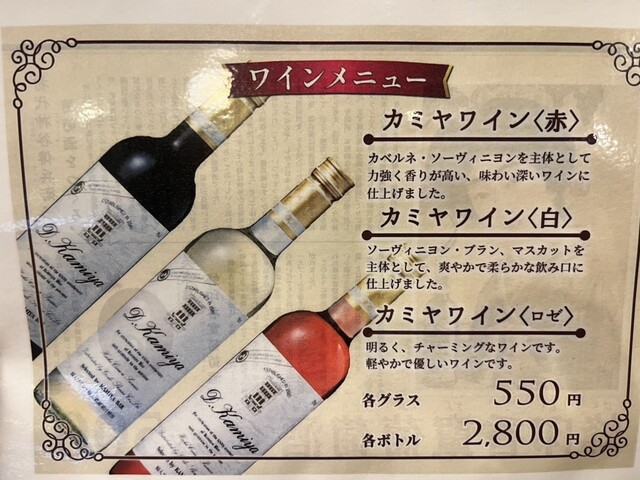 ワインメニュー
カミヤワイン〈赤〉
カベルネ・ソーヴィニヨンを主体として
力強く香りが高い、味わい深いワインに
仕上げました。
カミヤワイン〈白〉
ソーヴィニヨン・ブラン、マスカットを
主体として、爽やかで柔らかな飲み口に
仕上げました。
カミヤワイン〈ロゼ〉
明るく、チャーミングなワインです。
軽やかで優しいワインです。
各グラス 550円
各ボトル 2,800円
D.Kamiya
D.Kamiya
D.Kamiya